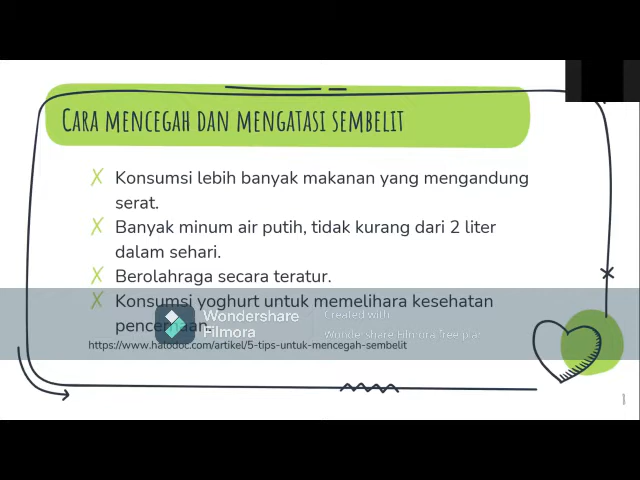 CARA MENCEGAH DAN MENGATASI SEMBELIT
Konsumsi lebih banyak makanan yang mengandung
serat.
Banyak minum air putih, tidak kurang dari 2 liter
dalam sehari.
Berolahraga secara teratur.
Konsumsi yoghurt untuk memelihara kesehatan
pencernaan.
Wondershare
Filmora
Created with
Wondershare Filmora free plan
https://www.halodoc.com/artikel/5-tips-untuk-mencegah-sembelit